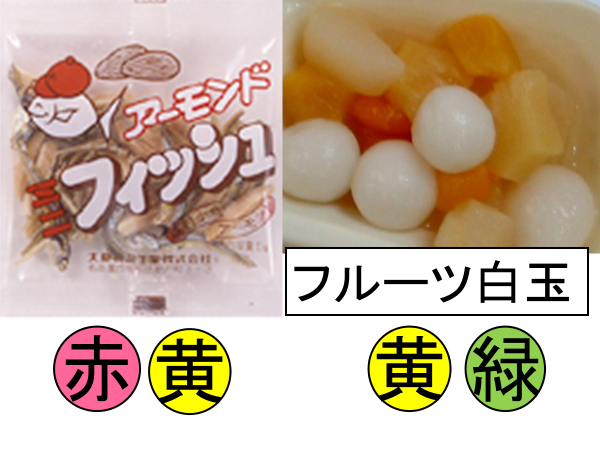 アーモンド
フィッシュ
ミニ
フルーツ白玉
赤 黄
黄 緑